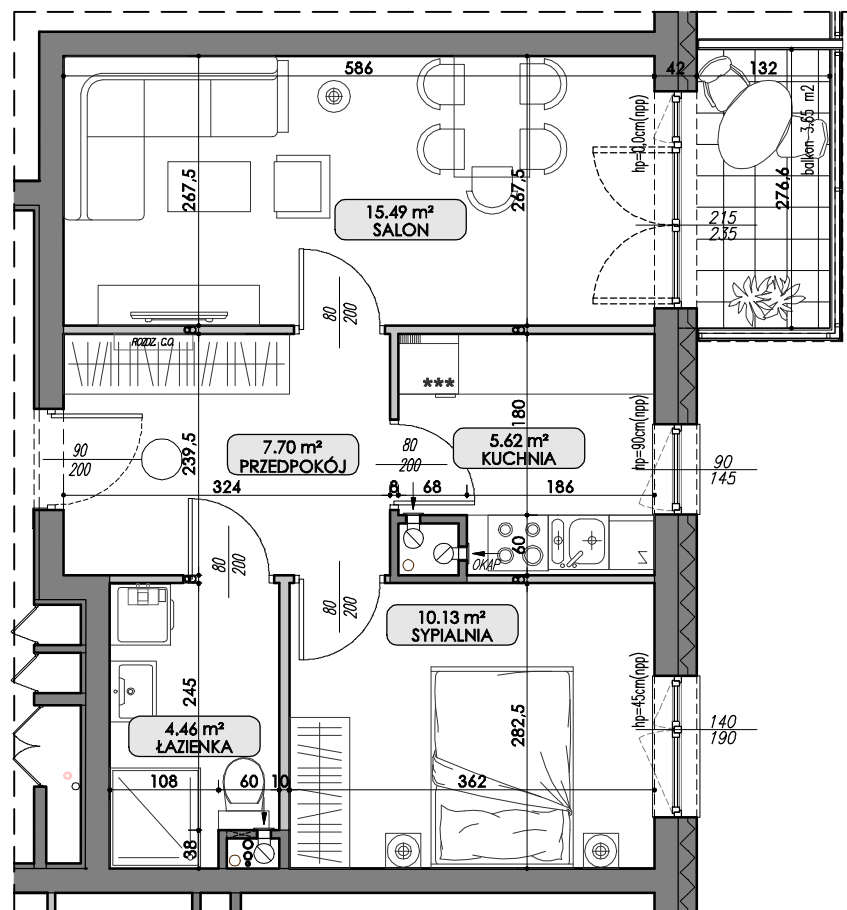 586
42
132
hp=0,0cm(npp)
balkon 3,65 m2
267,5
267,5
276,6
15.49 m²
SALON
215
235
80
200
ROZDZ. C.O.
***
180
hp=90cm(npp)
90
200
239,5
7.70 m²
PRZEDPOKÓJ
80
200
5.62 m²
KUCHNIA
90
145
324
8
68
186
60
OKAP
80
200
80
200
10.13 m²
SYPIALNIA
hp=45cm(npp)
245
282,5
4.46 m²
ŁAZIENKA
140
190
108
60
10
362
38